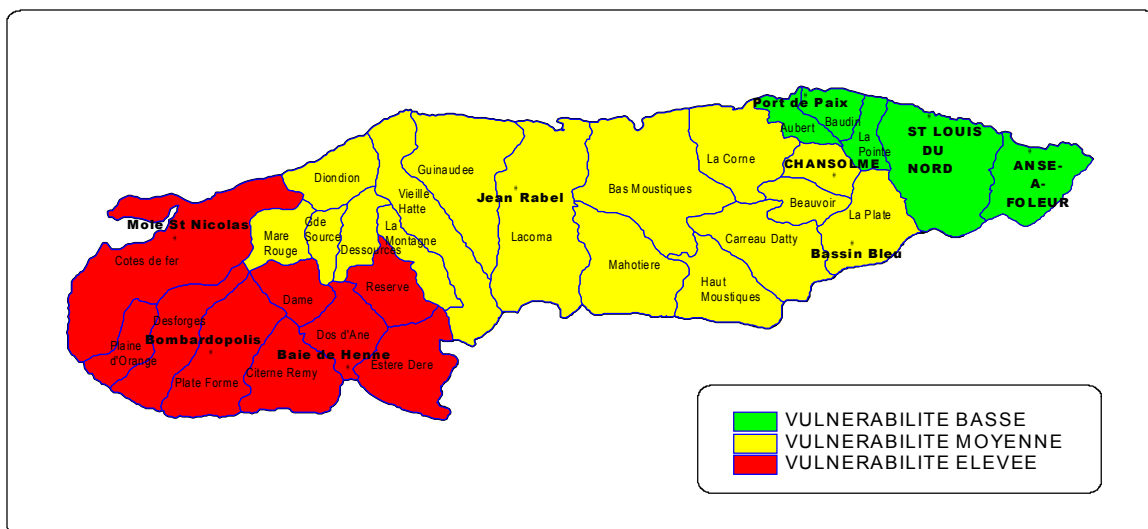 Port de Paix
Aubert
Baudin
La
Pointe
ST LOUIS
DU
NORD
ANSE-
A-
FOLEUR
La Corne
CHANSOLME
Beauvoir
La Plate
Bassin Bleu
Carreau Datty
Haut
Moustiques
Bas Moustiques
Mahotiere
Jean Rabel
Lacoma
Guinaudee
Vieille
Hatte
Diondion
Gde
Source
La
Montagne
Dessources
Mare
Rouge
Mole St Nicolas
Cotes de fer
Reserve
Dame
Desforges
Bombardopolis
Plaine
d'Orange
Plate Forme
Dos d'Ane
Baie de Henne
Citerne Remy
Estere Dere
VULNERABILITE BASSE
VULNERABILITE MOYENNE
VULNERABILITE ELEVEE